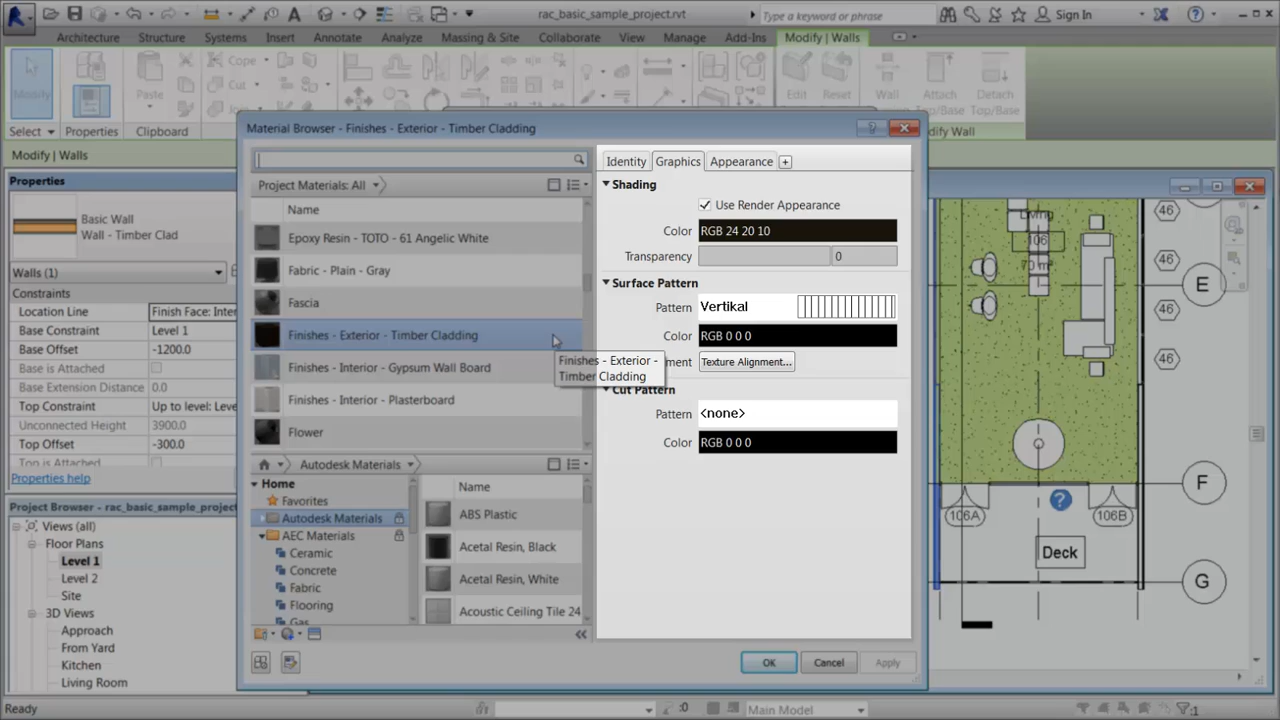 rac_basic_sample_project.rvt
Type a keyword or phrase
Sign In
Architecture Structure Systems Insert Annotate Analyze Massing & Site Collaborate View Manage Add-Ins Modify | Walls
Modify
Paste
Cope
Cut
Join
Edit
Reset
Wall
Attach
Top/Base
Detach
Top/Base
Select
Properties
Clipboard
dify Wall
Modify | Walls
Properties
Basic Wall
Wall - Timber Clad
Walls (1)
Constraints
Location Line Finish Face: Inter
Base Constraint Level 1
Base Offset -1200.0
Base is Attached
Base Extension Distance 0.0
Top Constraint Up to level: Leve
Unconnected Height 3900.0
Top Offset -300.0
Top is Attached
Properties help
Project Browser - rac_basic_sample_project
Views (all)
Floor Plans
Level 1
Level 2
Site
3D Views
Approach
From Yard
Kitchen
Living Room
Ready
Material Browser - Finishes - Exterior - Timber Cladding
Project Materials: All
Name
Epoxy Resin - TOTO - 61 Angelic White
Fabric - Plain - Gray
Fascia
Finishes - Exterior - Timber Cladding
Finishes - Interior - Gypsum Wall Board
Finishes - Interior - Plasterboard
Flower
Finishes - Exterior -
Timber Cladding
Autodesk Materials
Home
Favorites
Autodesk Materials
AEC Materials
Ceramic
Concrete
Fabric
Flooring
Gas
Name
ABS Plastic
Acetal Resin, Black
Acetal Resin, White
Acoustic Ceiling Tile 24
Identity Graphics Appearance +
Shading
Use Render Appearance
Color RGB 24 20 10
Transparency 0
Surface Pattern
Pattern Vertikal
Color RGB 0 0 0
ment Texture Alignment...
Cut Pattern
Pattern <none>
Color RGB 0 0 0
OK
Cancel
Apply
Living
106
70 m²
46
46
46
46
E
F
G
106A
106B
Deck
:0
Main Model
:1